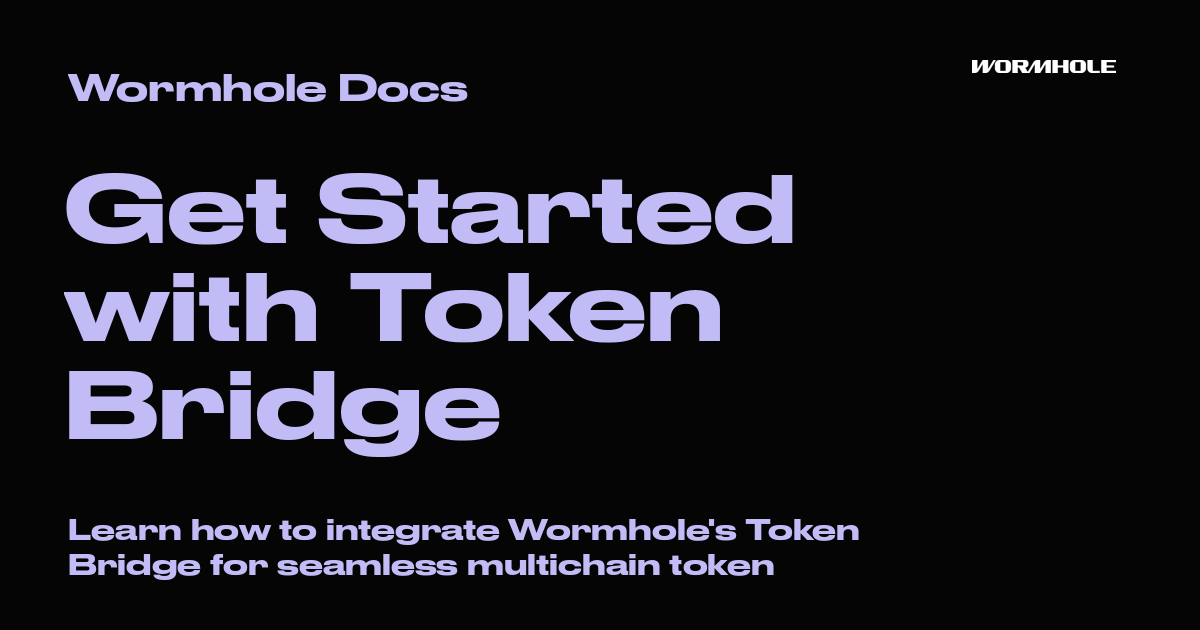 Wormhole Docs
WORMHOLE
Get Started
with Token
Bridge
Learn how to integrate Wormhole's Token
Bridge for seamless multichain token